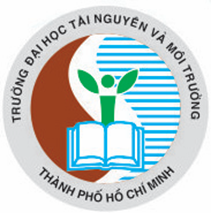 TRƯỜNG ĐẠI HỌC TÀI NGUYÊN VÀ MÔI TRƯỜNG
THÀNH PHỐ HỒ CHÍ MINH